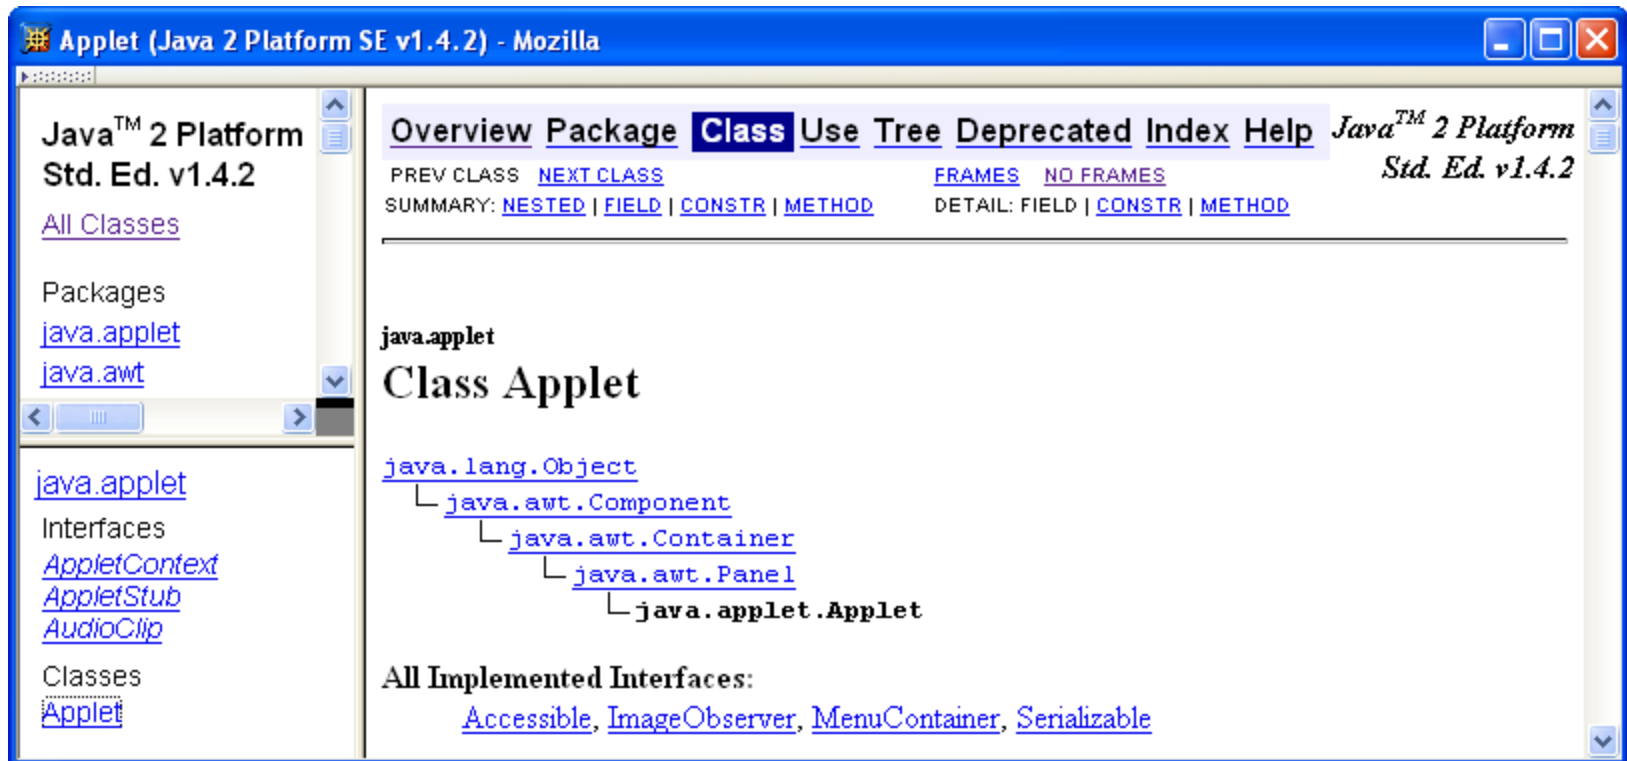 Applet (Java 2 Platform SE v1.4.2) - Mozilla
Java™ 2 Platform
Std. Ed. v1.4.2
All Classes
Packages
java.applet
java.awt
java.applet
Interfaces
AppletContext
AppletStub
AudioClip
Classes
Applet
Overview Package Class Use Tree Deprecated Index Help
Java™ 2 Platform
Std. Ed. v1.4.2
PREV CLASS NEXT CLASS FRAMES NO FRAMES
SUMMARY: NESTED | FIELD | CONSTR | METHOD DETAIL: FIELD | CONSTR | METHOD
java.applet
Class Applet
java.lang.Object
java.awt.Component
java.awt.Container
java.awt.Panel
java.applet.Applet
All Implemented Interfaces:
Accessible, ImageObserver, MenuContainer, Serializable